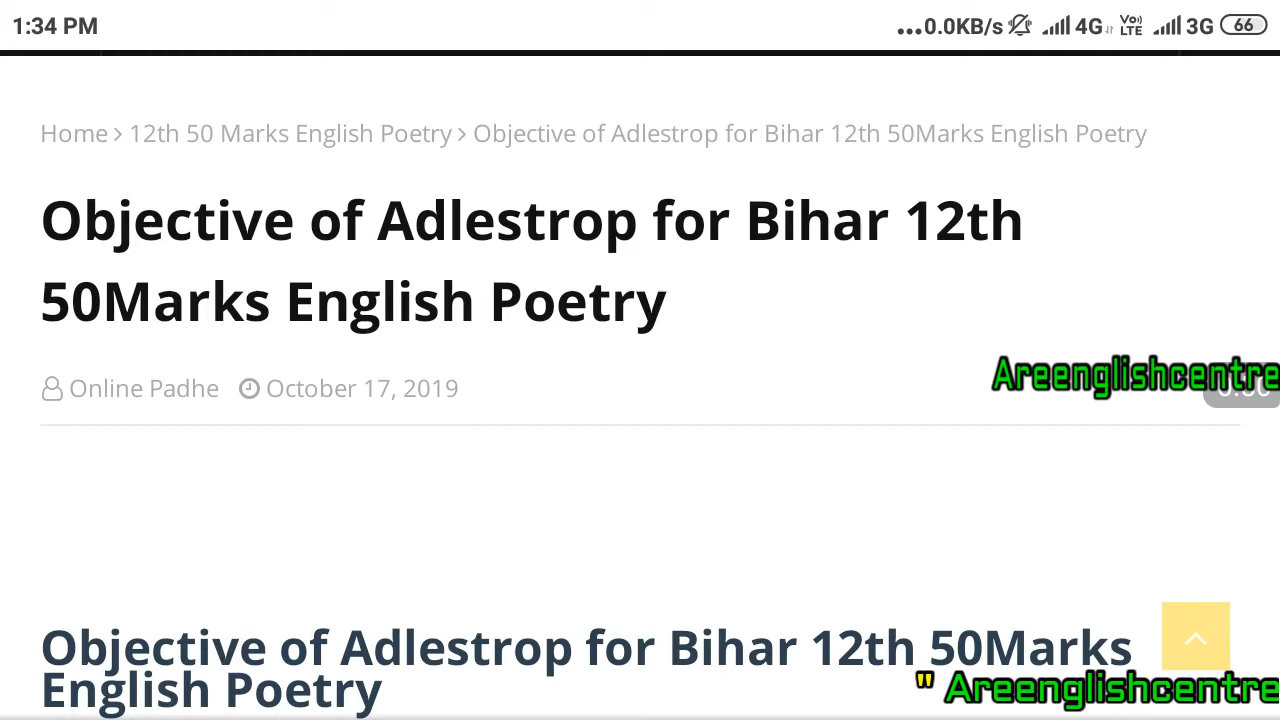 1:34 PM
...0.0KB/s 4G Vo) LTE 3G 66
Home > 12th 50 Marks English Poetry > Objective of Adlestrop for Bihar 12th 50Marks English Poetry
Objective of Adlestrop for Bihar 12th
50Marks English Poetry
Online Padhe October 17, 2019
Areenglishcentre
Objective of Adlestrop for Bihar 12th 50Marks
English Poetry
" Areenglishcentre